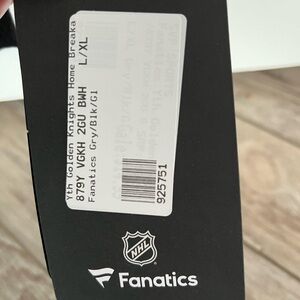 Yth Golden Knights Home Breaka
879Y VGKH 2GU BWH L/XL
Fanatics Gry/Blk/Gl
925751
NHL
Fanatics